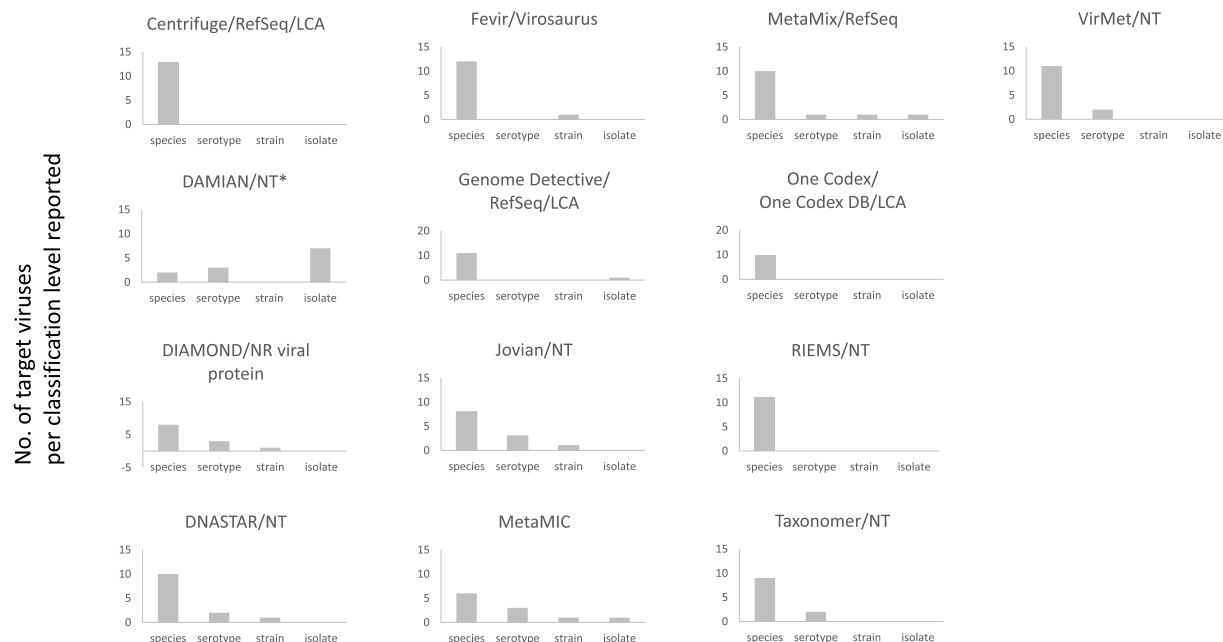 No. of target viruses
per classification level reported
Centrifuge/RefSeq/LCA
15
10
5
0
species serotype strain isolate
Fevir/Virosaurus
15
10
5
0
species serotype strain isolate
MetaMix/RefSeq
15
10
5
0
species serotype strain isolate
VirMet/NT
15
10
5
0
species serotype strain isolate
DAMIAN/NT*
15
10
5
0
species serotype strain isolate
Genome Detective/
RefSeq/LCA
20
10
0
species serotype strain isolate
One Codex/
One Codex DB/LCA
20
10
0
species serotype strain isolate
DIAMOND/NR viral
protein
15
5
-5
species serotype strain isolate
Jovian/NT
15
10
5
0
species serotype strain isolate
RIEMS/NT
15
10
5
0
species serotype strain isolate
DNASTAR/NT
15
10
5
0
species serotype strain isolate
MetaMIC
15
10
5
0
species serotype strain isolate
Taxonomer/NT
15
10
5
0
species serotype strain isolate